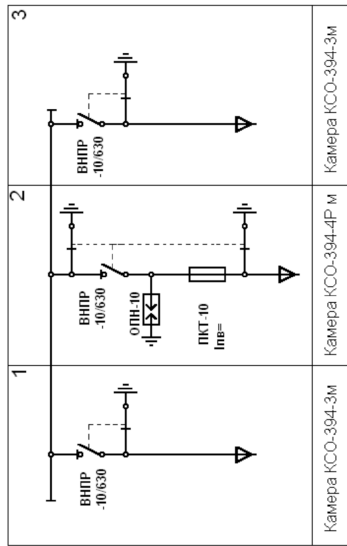 1
ВНПР
-10/630
Камера КСО-394-3м
2
ВНПР
-10/630
ОПН-10
ПКТ-10
Iпв=
Камера КСО-394-4Р м
3
ВНПР
-10/630
Камера КСО-394-3м